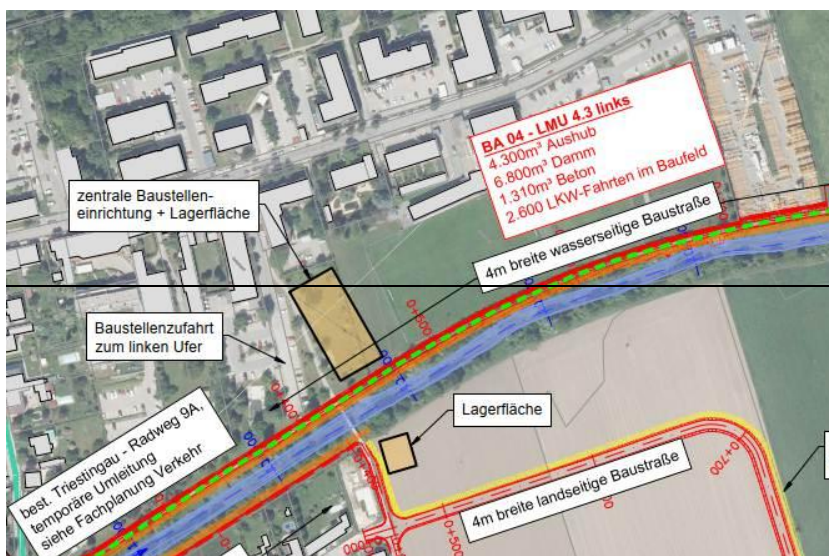 BA 04 - LMU 4.3 links
4.300m³ Aushub
6.800m³ Damm
1.310m³ Beton
2.600 LKW-Fahrten im Baufeld
zentrale Baustellen-
einrichtung + Lagerfläche
4m breite wasserseitige Baustraße
Baustellenzufahrt
zum linken Ufer
0+500
Lagerfläche
best. Triestingau - Radweg 9A,
temporäre Umleitung
siehe Fachplanung Verkehr
4m breite landseitige Baustraße
0+700
0+500